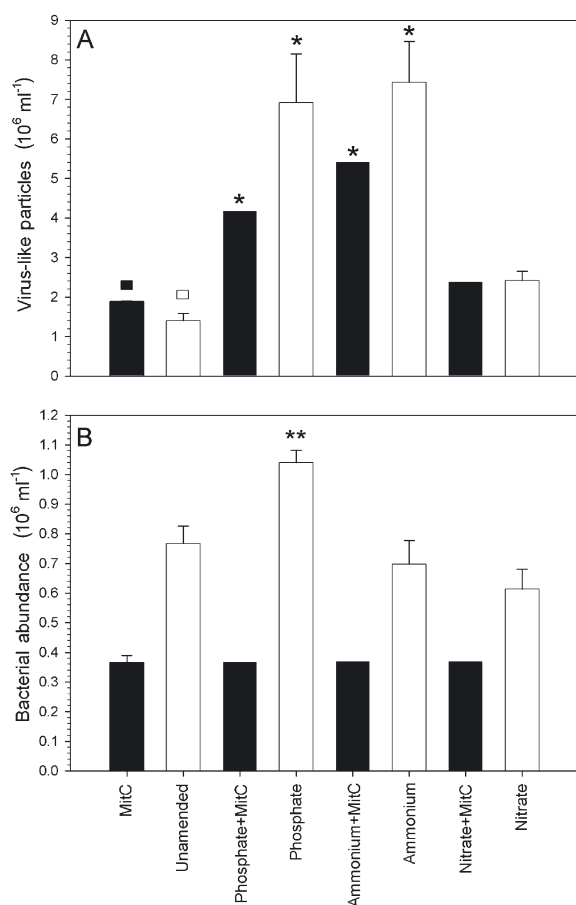 A
Virus-like particles (10⁶ ml⁻¹)
9
8
7
6
5
4
3
2
1
0
*
*
*
*
B
Bacterial abundance (10⁶ ml⁻¹)
1.2
1.1
1.0
0.9
0.8
0.7
0.6
0.5
0.4
0.3
0.2
0.1
0.0
**
MitC
Unamended
Phosphate+MitC
Phosphate
Ammonium+MitC
Ammonium
Nitrate+MitC
Nitrate